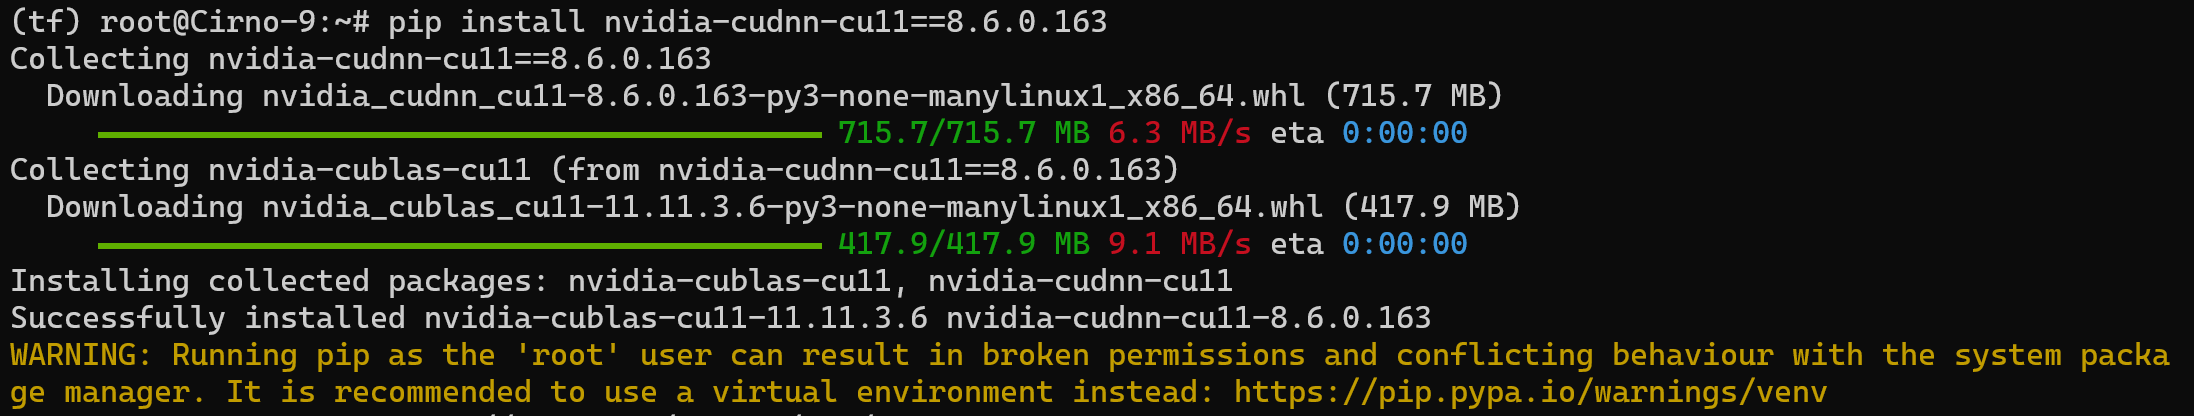 (tf) root@Cirno-9:~# pip install nvidia-cudnn-cu11==8.6.0.163
Collecting nvidia-cudnn-cu11==8.6.0.163
  Downloading nvidia_cudnn_cu11-8.6.0.163-py3-none-manylinux1_x86_64.whl (715.7 MB)
     715.7/715.7 MB 6.3 MB/s eta 0:00:00
Collecting nvidia-cublas-cu11 (from nvidia-cudnn-cu11==8.6.0.163)
  Downloading nvidia_cublas_cu11-11.11.3.6-py3-none-manylinux1_x86_64.whl (417.9 MB)
     417.9/417.9 MB 9.1 MB/s eta 0:00:00
Installing collected packages: nvidia-cublas-cu11, nvidia-cudnn-cu11
Successfully installed nvidia-cublas-cu11-11.11.3.6 nvidia-cudnn-cu11-8.6.0.163
WARNING: Running pip as the 'root' user can result in broken permissions and conflicting behaviour with the system packa
ge manager. It is recommended to use a virtual environment instead: https://pip.pypa.io/warnings/venv